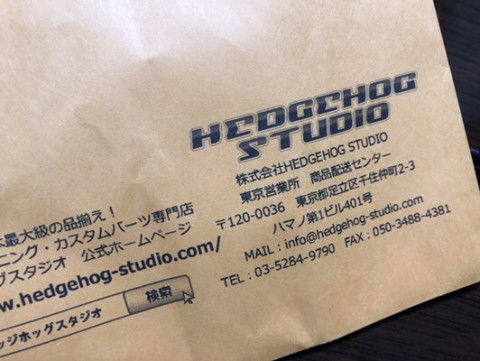 HEDGEHOG
STUDIO
株式会社HEDGEHOG STUDIO
東京営業所 商品配送センター
〒120-0036 東京都足立区千住仲町2-3
ハマノ第1ビル401号
MAIL：info@hedgehog-studio.com
TEL：03-5284-9790 FAX：050-3488-4381
最大級の品揃え！
ニング・カスタムパーツ専門店
グスタジオ 公式ホームページ
w.hedgehog-studio.com/
ッジホッグスタジオ
検索